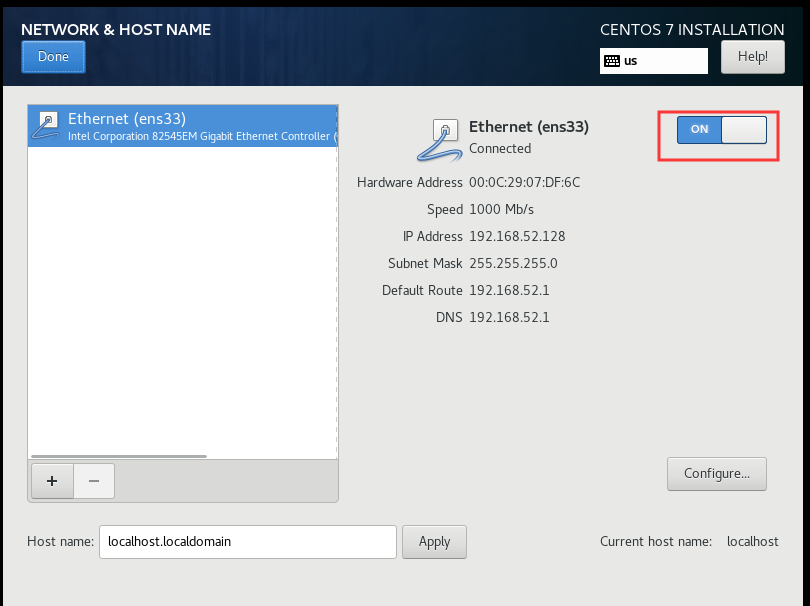 NETWORK & HOST NAME
CENTOS 7 INSTALLATION
Done
us
Help!
Ethernet (ens33)
Intel Corporation 82545EM Gigabit Ethernet Controller (
Ethernet (ens33)
Connected
ON
Hardware Address 00:0C:29:07:DF:6C
Speed 1000 Mb/s
IP Address 192.168.52.128
Subnet Mask 255.255.255.0
Default Route 192.168.52.1
DNS 192.168.52.1
+ −
Configure...
Host name: localhost.localdomain Apply
Current host name: localhost